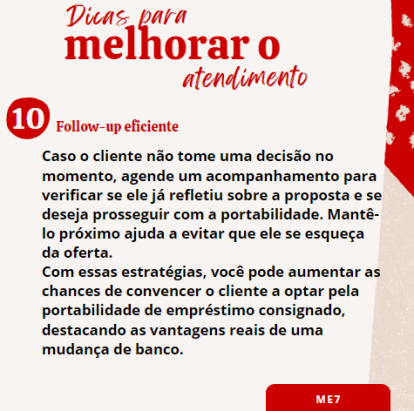 Dicas para
melhorar o
atendimento
10 Follow-up eficiente
Caso o cliente não tome uma decisão no
momento, agende um acompanhamento para
verificar se ele já refletiu sobre a proposta e se
deseja prosseguir com a portabilidade. Mantê-
lo próximo ajuda a evitar que ele se esqueça
da oferta.
Com essas estratégias, você pode aumentar as
chances de convencer o cliente a optar pela
portabilidade de empréstimo consignado,
destacando as vantagens reais de uma
mudança de banco.
ME7